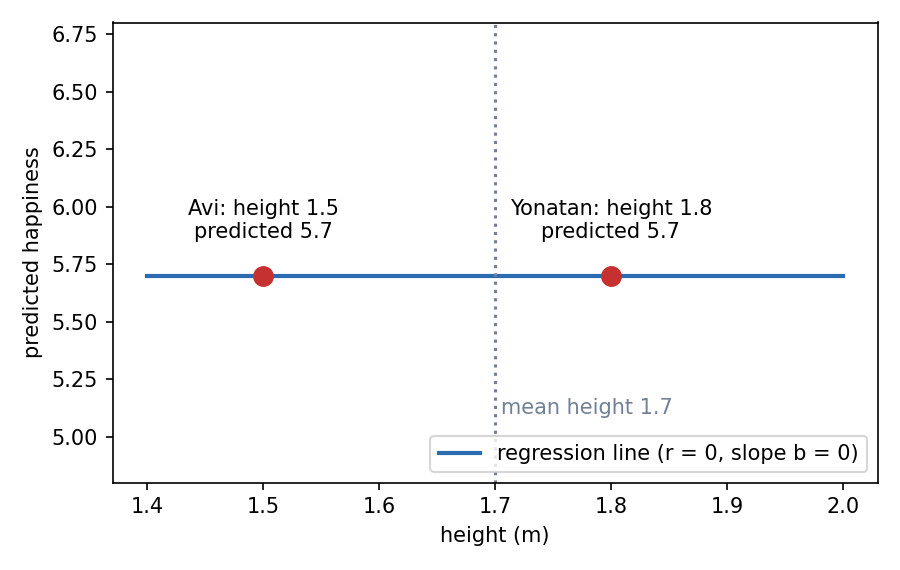 6.75
6.50
6.25
6.00
5.75
5.50
5.25
5.00
predicted happiness
Avi: height 1.5
predicted 5.7
Yonatan: height 1.8
predicted 5.7
mean height 1.7
regression line (r = 0, slope b = 0)
1.4 1.5 1.6 1.7 1.8 1.9 2.0
height (m)